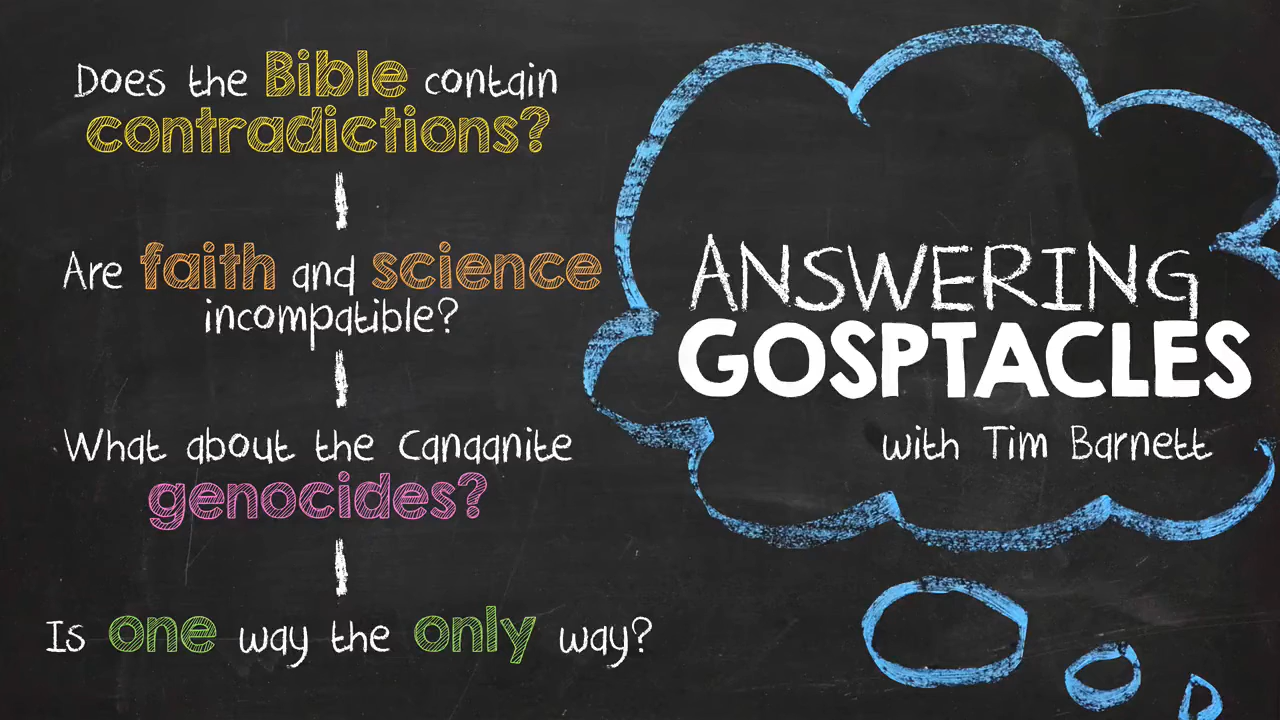 Does the Bible contain
contradictions?
Are faith and science
incompatible?
What about the Canaanite
genocides?
Is one way the only way?
ANSWERING
GOSPTACLES
with Tim Barnett